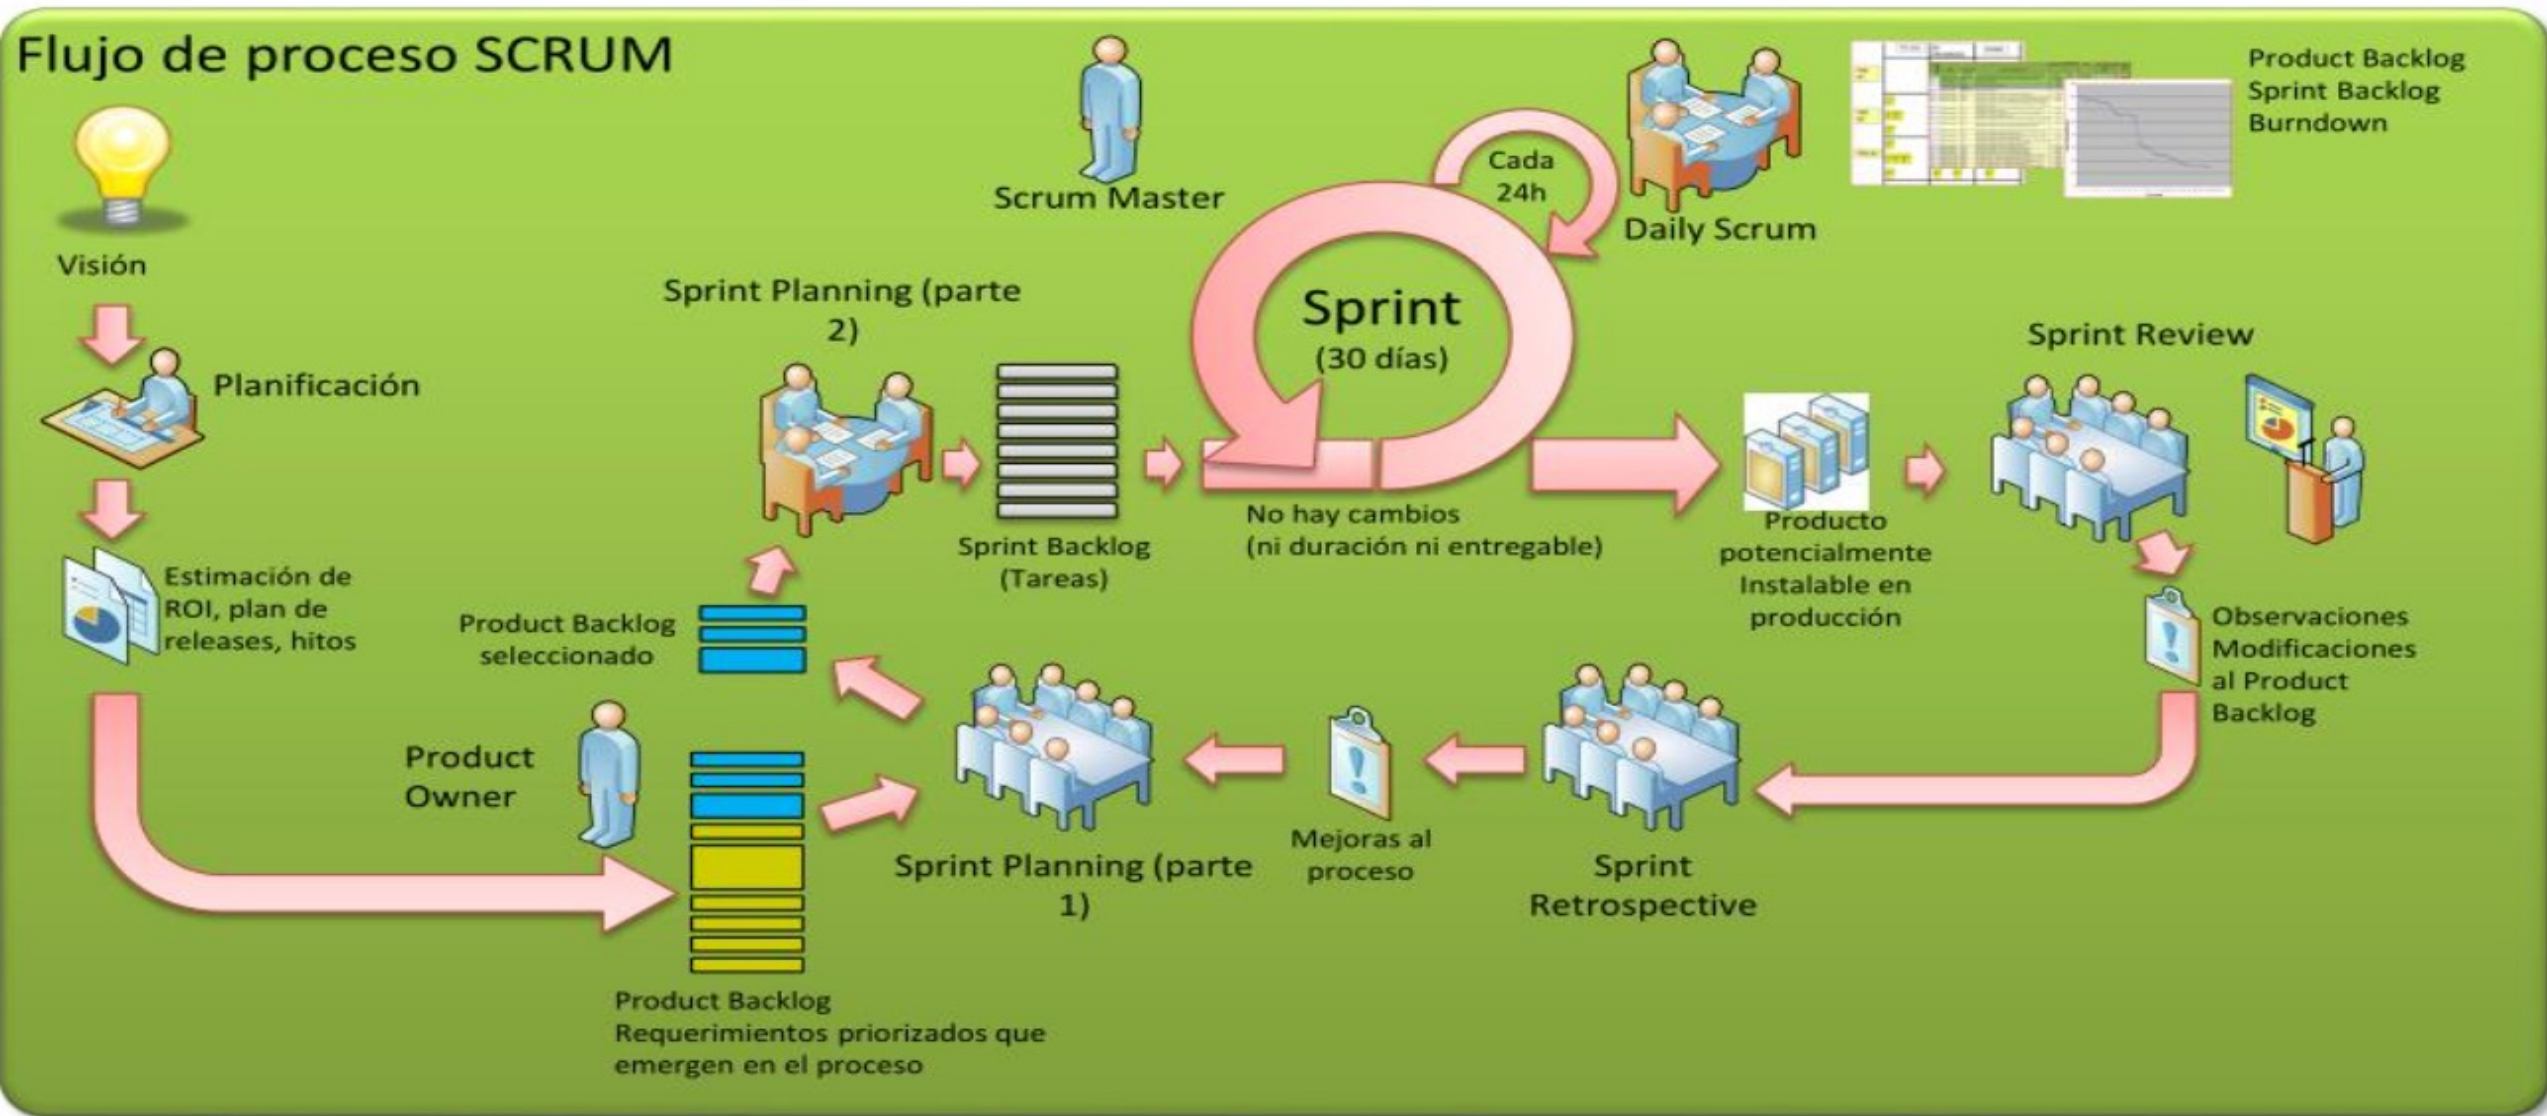 Flujo de proceso SCRUM
Visión
Planificación
Estimación de
ROI, plan de
releases, hitos
Product
Owner
Product Backlog
Requerimientos priorizados que
emergen en el proceso
Sprint Planning (parte
1)
Product Backlog
seleccionado
Sprint Planning (parte
2)
Sprint Backlog
(Tareas)
Scrum Master
Sprint
(30 días)
Cada
24h
Daily Scrum
Product Backlog
Sprint Backlog
Burndown
No hay cambios
(ni duración ni entregable)
Producto
potencialmente
Instalable en
producción
Sprint Review
Observaciones
Modificaciones
al Product
Backlog
Sprint
Retrospective
Mejoras al
proceso